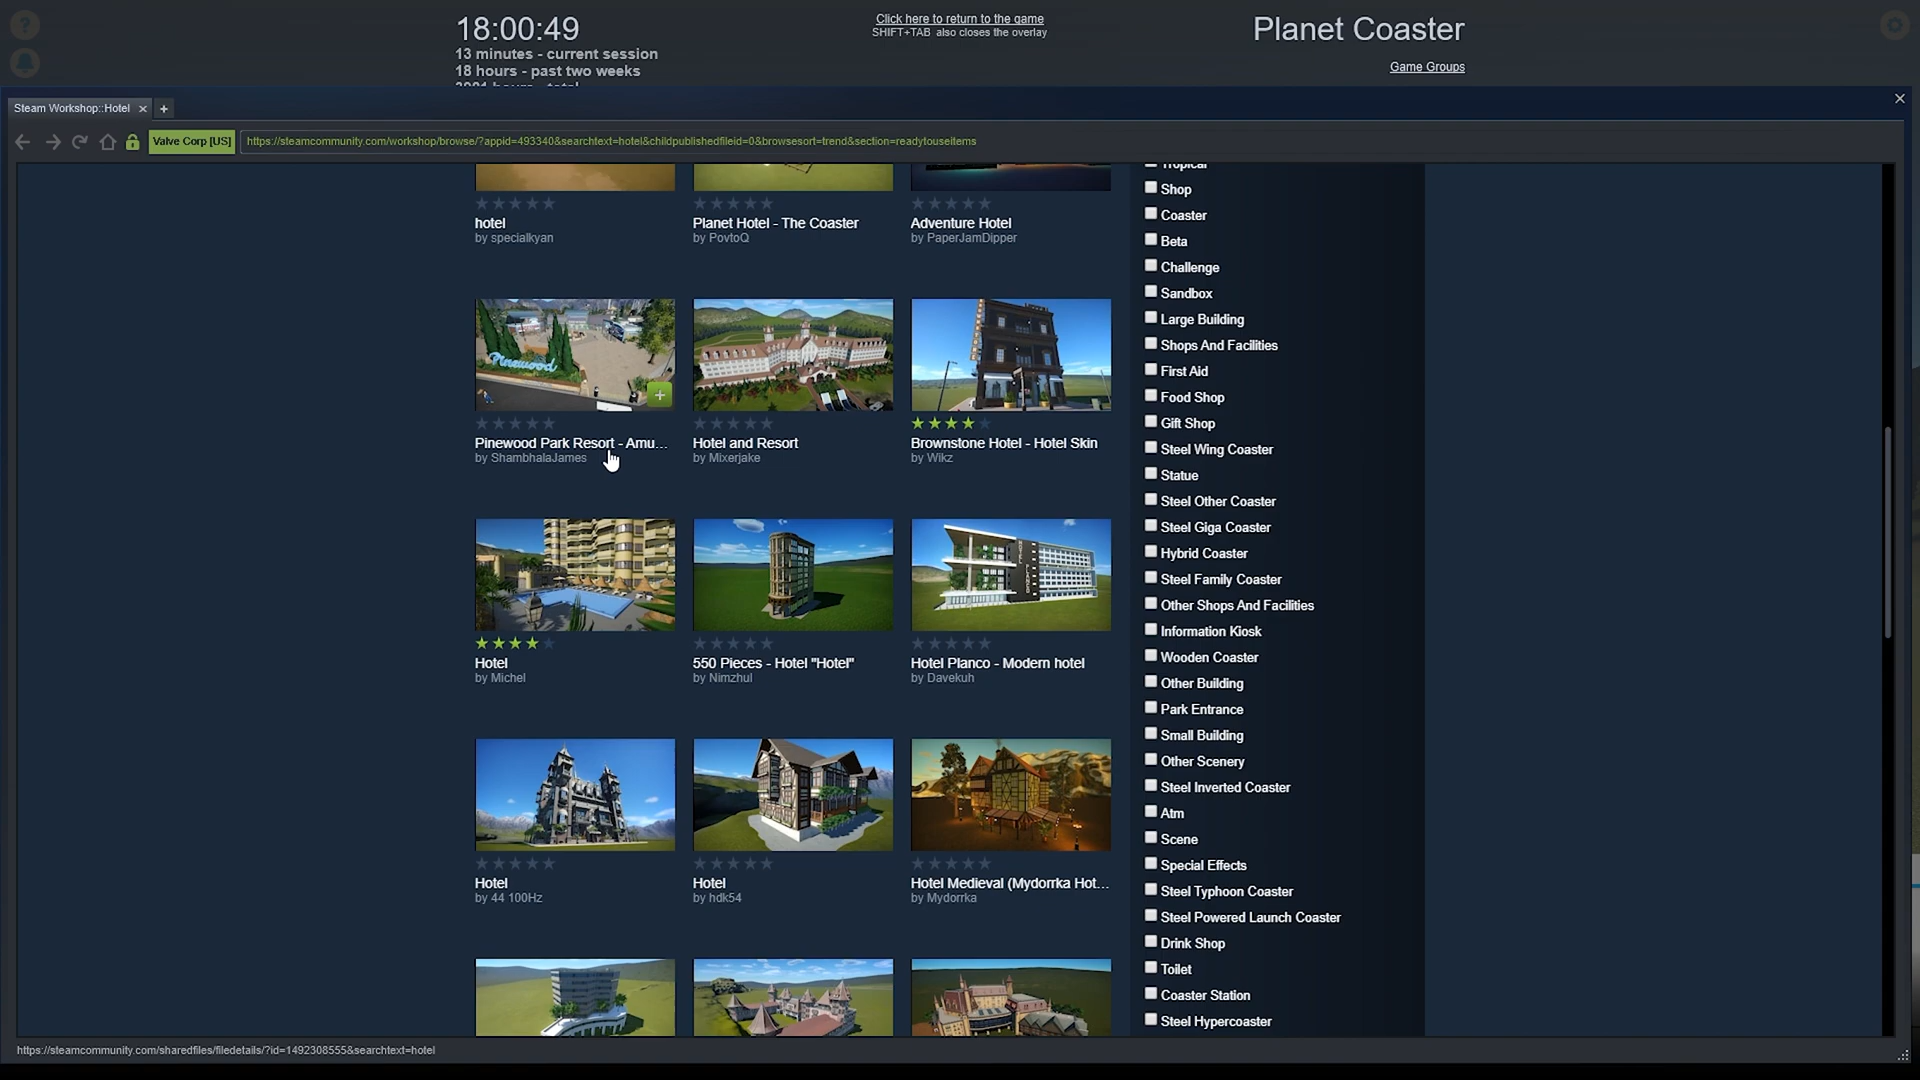 18:00:49
13 minutes - current session
18 hours - past two weeks
Click here to return to the game
SHIFT+TAB also closes the overlay
Planet Coaster
Game Groups
Steam Workshop::Hotel
Valve Corp [US]
https://steamcommunity.com/workshop/browse/?appid=493340&searchtext=hotel&childpublishedfileid=0&browsesort=trend&section=readytouseitems
hotel
by specialkyan
Planet Hotel - The Coaster
by PovtoQ
Adventure Hotel
by PaperJamDipper
Pinewood
Pinewood Park Resort - Amu...
by ShambhalaJames
Hotel and Resort
by Mixerjake
Brownstone Hotel - Hotel Skin
by Wikz
Hotel
by Michel
550 Pieces - Hotel "Hotel"
by Nimzhul
Hotel Planco - Modern hotel
by Davekuh
Hotel
by 44 100Hz
Hotel
by hdk54
Hotel Medieval (Mydorrka Hot...
by Mydorrka
Tropical
Shop
Coaster
Beta
Challenge
Sandbox
Large Building
Shops And Facilities
First Aid
Food Shop
Gift Shop
Steel Wing Coaster
Statue
Steel Other Coaster
Steel Giga Coaster
Hybrid Coaster
Steel Family Coaster
Other Shops And Facilities
Information Kiosk
Wooden Coaster
Other Building
Park Entrance
Small Building
Other Scenery
Steel Inverted Coaster
Atm
Scene
Special Effects
Steel Typhoon Coaster
Steel Powered Launch Coaster
Drink Shop
Toilet
Coaster Station
Steel Hypercoaster
https://steamcommunity.com/sharedfiles/filedetails/?id=1492308555&searchtext=hotel